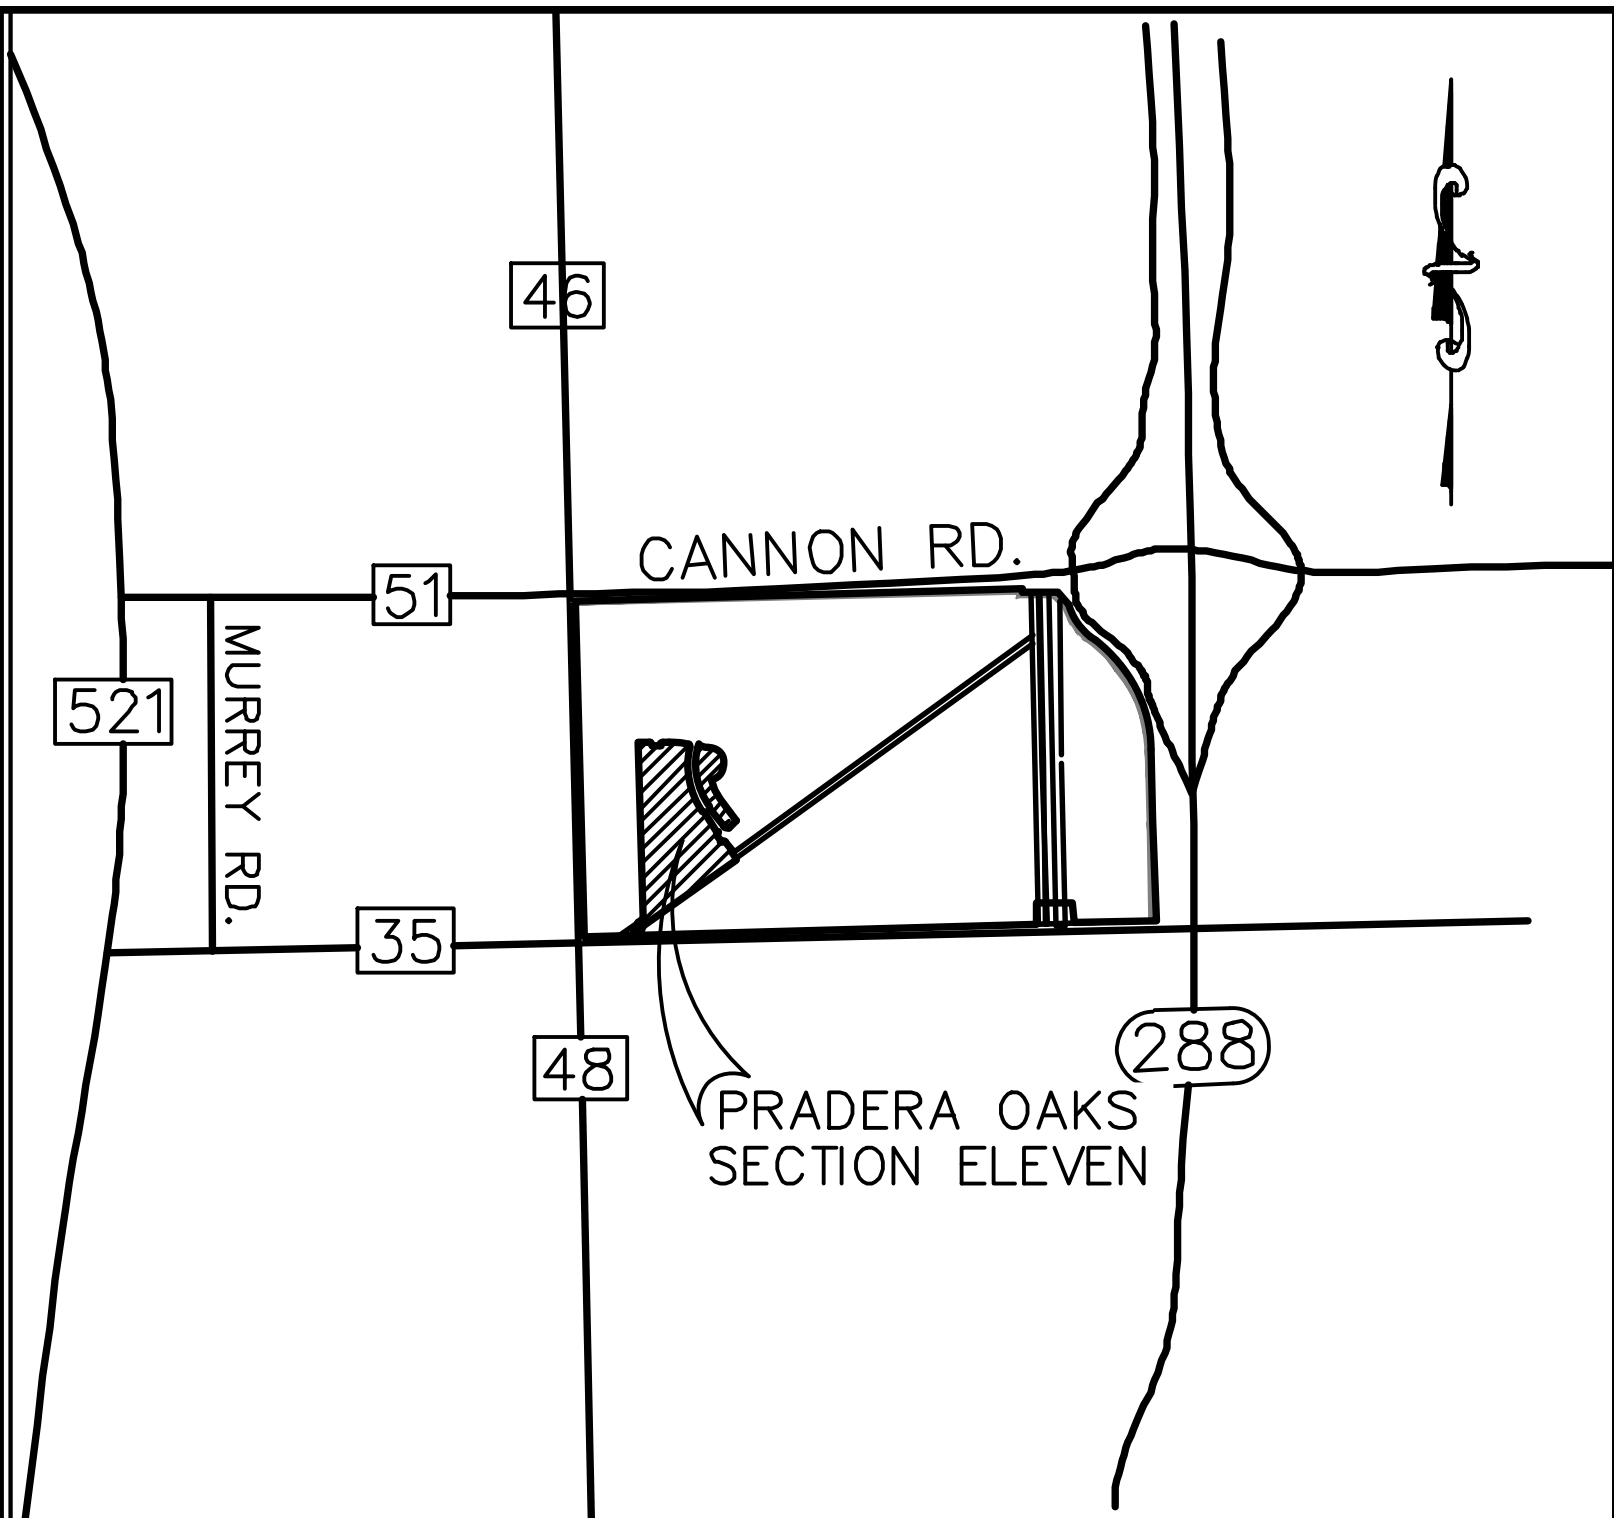 46
CANNON RD.
51
MURREY RD.
521
35
288
48
PRADERA OAKS
SECTION ELEVEN